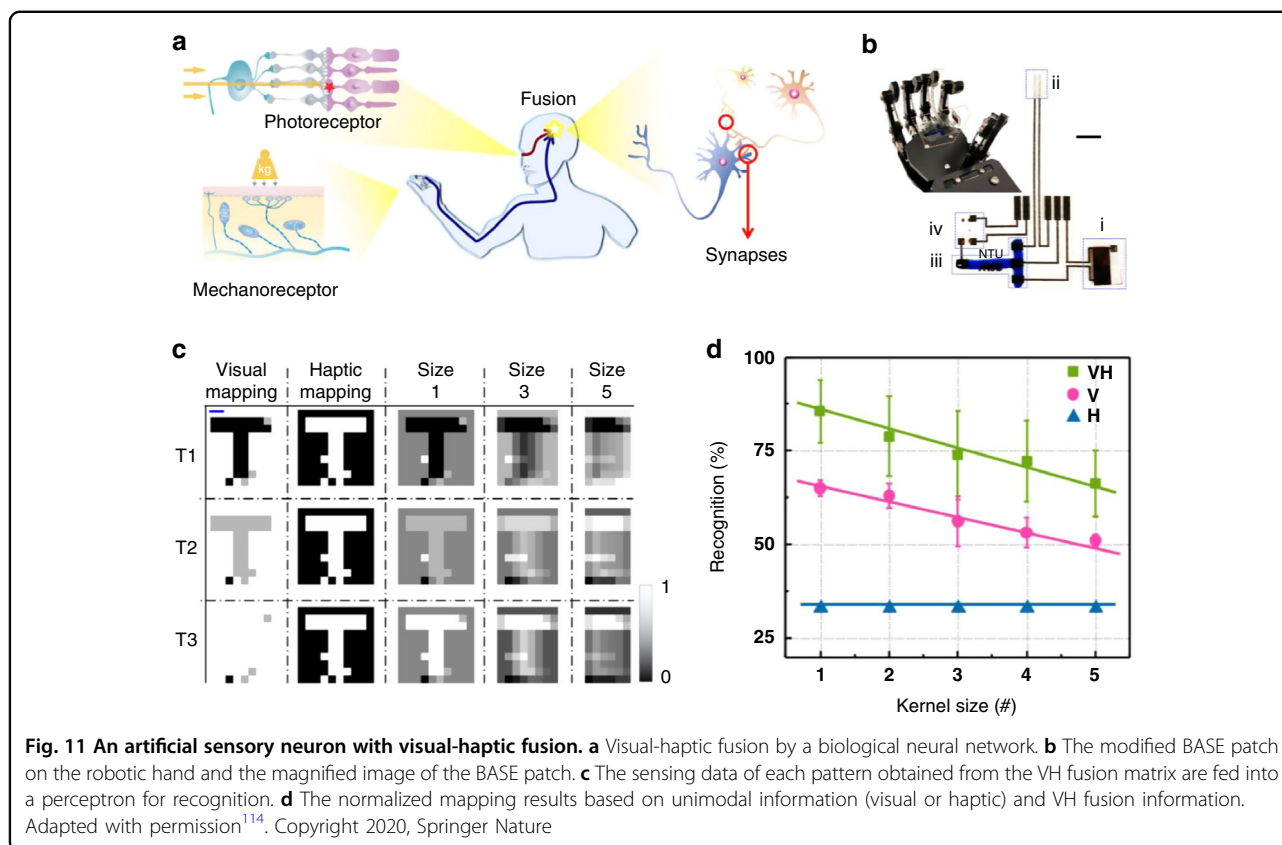 a
Photoreceptor
kg
Mechanoreceptor
Fusion
Synapses
b
ii
iv
iii
NTU
i
c
Visual mapping
Haptic mapping
Size 1
Size 3
Size 5
T1
T2
T3
1
0
d
100
75
50
25
Recognition (%)
VH
V
H
1 2 3 4 5
Kernel size (#)
Fig. 11 An artificial sensory neuron with visual-haptic fusion. a Visual-haptic fusion by a biological neural network. b The modified BASE patch
on the robotic hand and the magnified image of the BASE patch. c The sensing data of each pattern obtained from the VH fusion matrix are fed into
a perceptron for recognition. d The normalized mapping results based on unimodal information (visual or haptic) and VH fusion information.
Adapted with permission114. Copyright 2020, Springer Nature